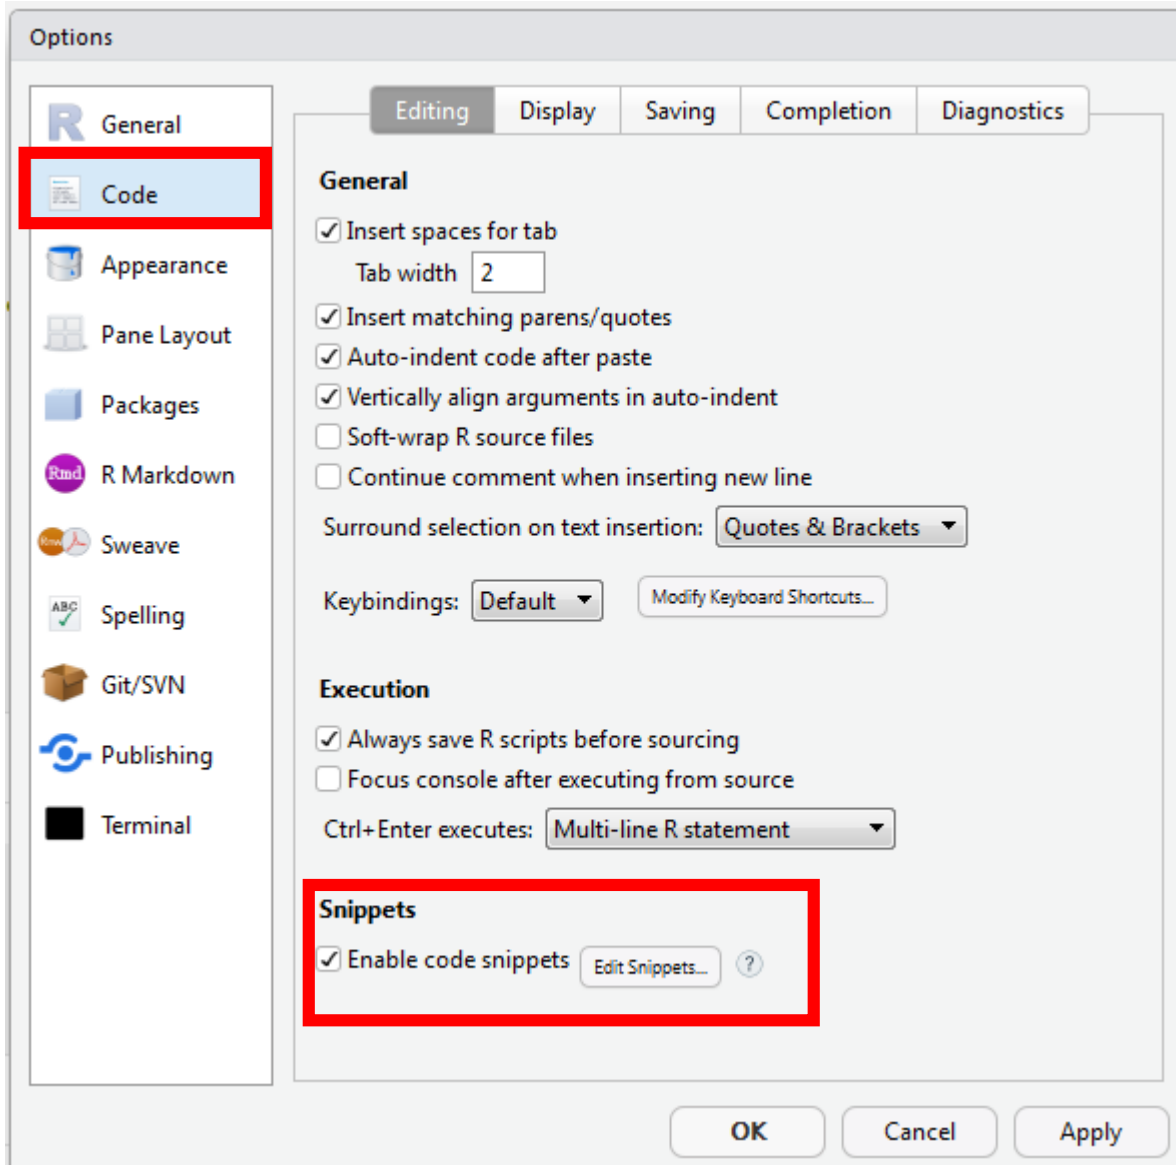 Options
General
Code
Appearance
Pane Layout
Packages
Rmd R Markdown
Rnw Sweave
ABC Spelling
Git/SVN
Publishing
Terminal
Editing Display Saving Completion Diagnostics
General
Insert spaces for tab
Tab width 2
Insert matching parens/quotes
Auto-indent code after paste
Vertically align arguments in auto-indent
Soft-wrap R source files
Continue comment when inserting new line
Surround selection on text insertion: Quotes & Brackets
Keybindings: Default Modify Keyboard Shortcuts...
Execution
Always save R scripts before sourcing
Focus console after executing from source
Ctrl+Enter executes: Multi-line R statement
Snippets
Enable code snippets Edit Snippets... ?
OK Cancel Apply